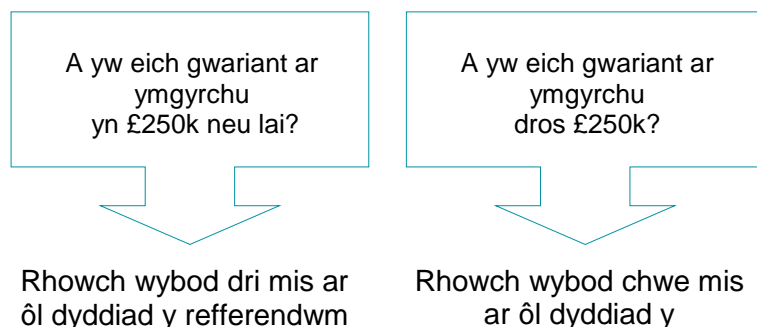 A yw eich gwariant ar
ymgyrchu
yn £250k neu lai?
Rhowch wybod dri mis ar
ôl dyddiad y refferendwm
A yw eich gwariant ar
ymgyrchu
dros £250k?
Rhowch wybod chwe mis
ar ôl dyddiad y